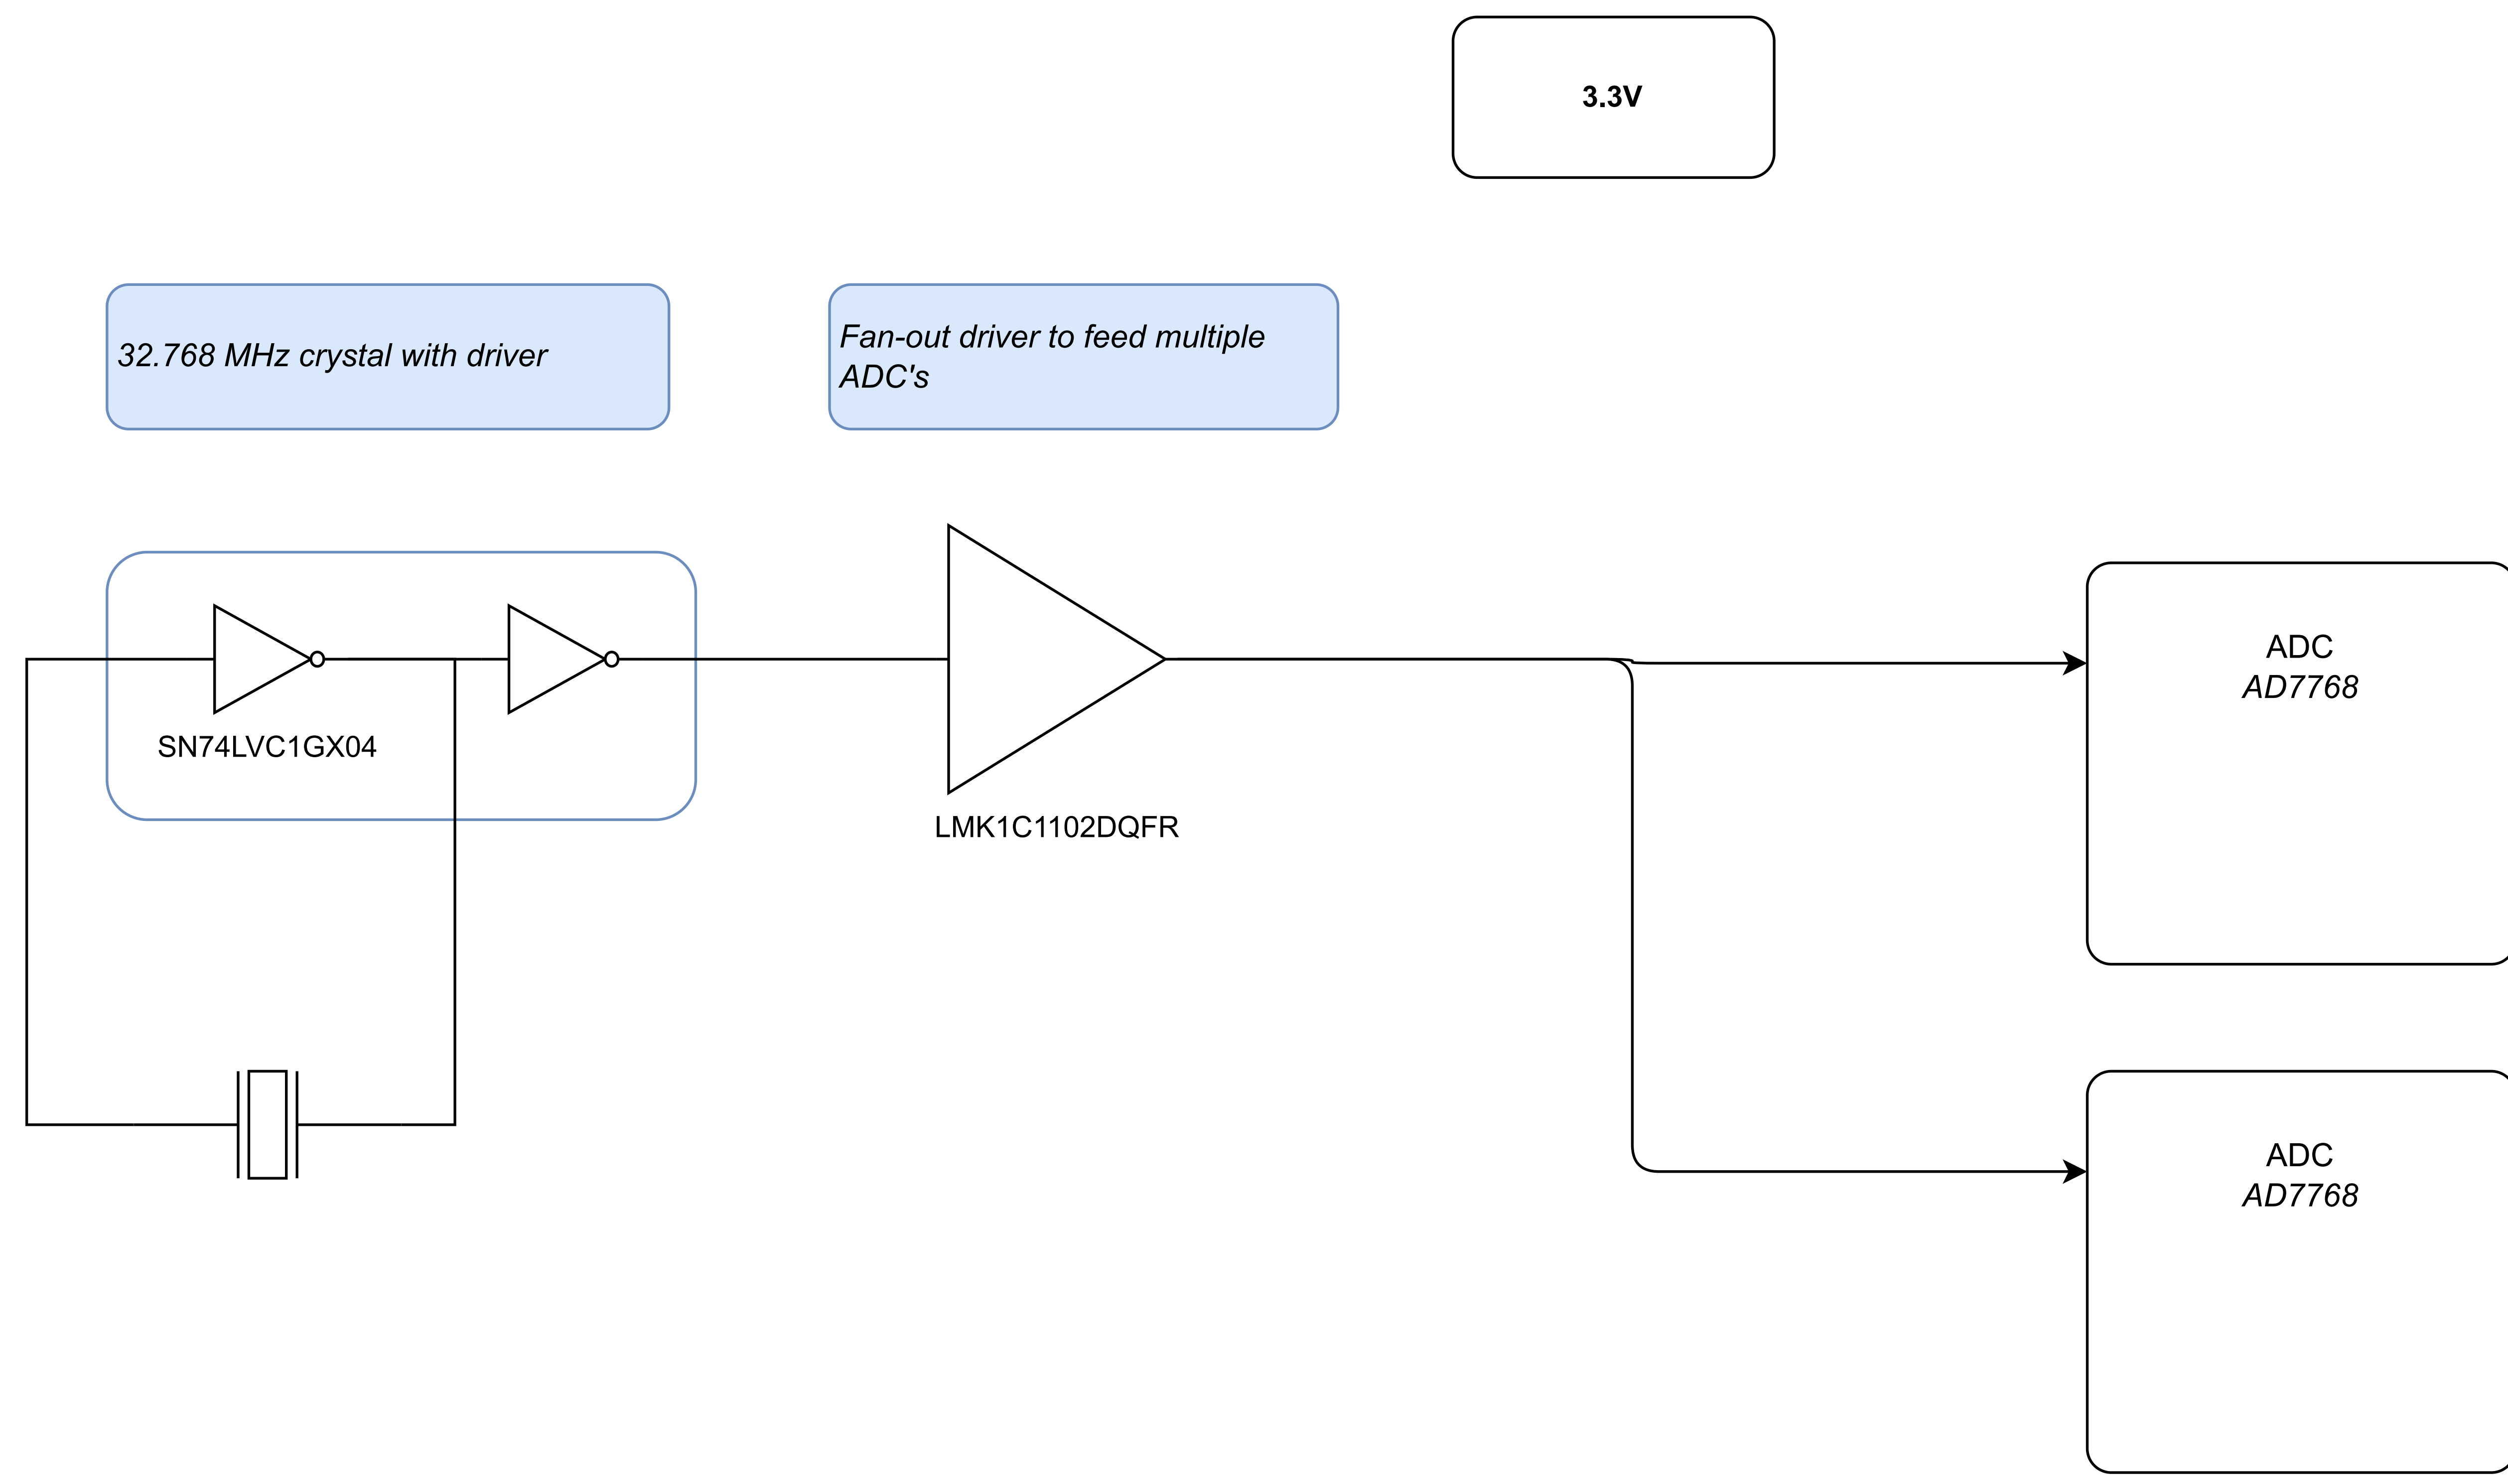 3.3V
32.768 MHz crystal with driver
Fan-out driver to feed multiple
ADC's
SN74LVC1GX04
LMK1C1102DQFR
ADC
AD7768
ADC
AD7768